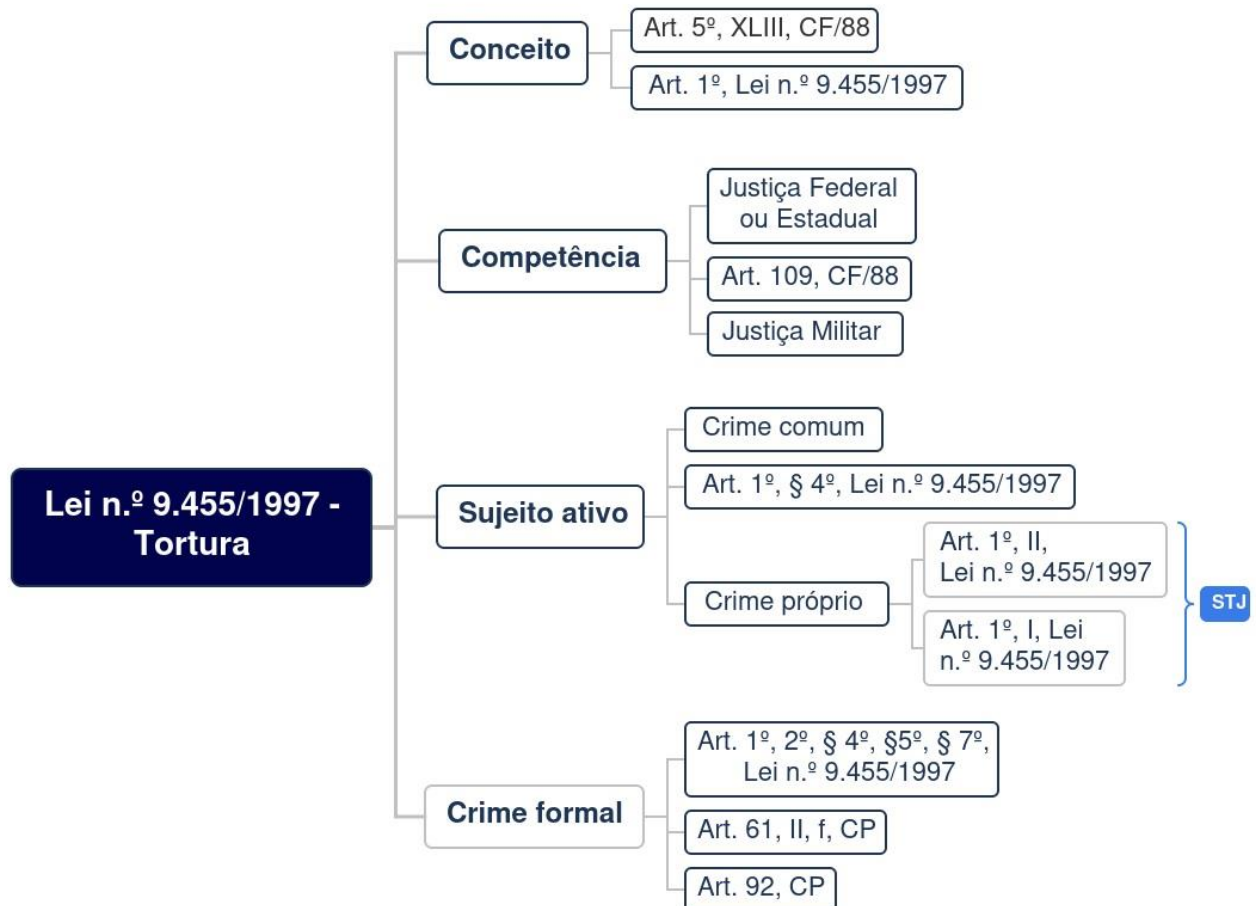 Conceito
Art. 5º, XLIII, CF/88
Art. 1º, Lei n.º 9.455/1997
Competência
Justiça Federal
ou Estadual
Art. 109, CF/88
Justiça Militar
Lei n.º 9.455/1997 -
Tortura
Sujeito ativo
Crime comum
Art. 1º, § 4º, Lei n.º 9.455/1997
Crime próprio
Art. 1º, II,
Lei n.º 9.455/1997
Art. 1º, I, Lei
n.º 9.455/1997
STJ
Crime formal
Art. 1º, 2º, § 4º, §5º, § 7º,
Lei n.º 9.455/1997
Art. 61, II, f, CP
Art. 92, CP